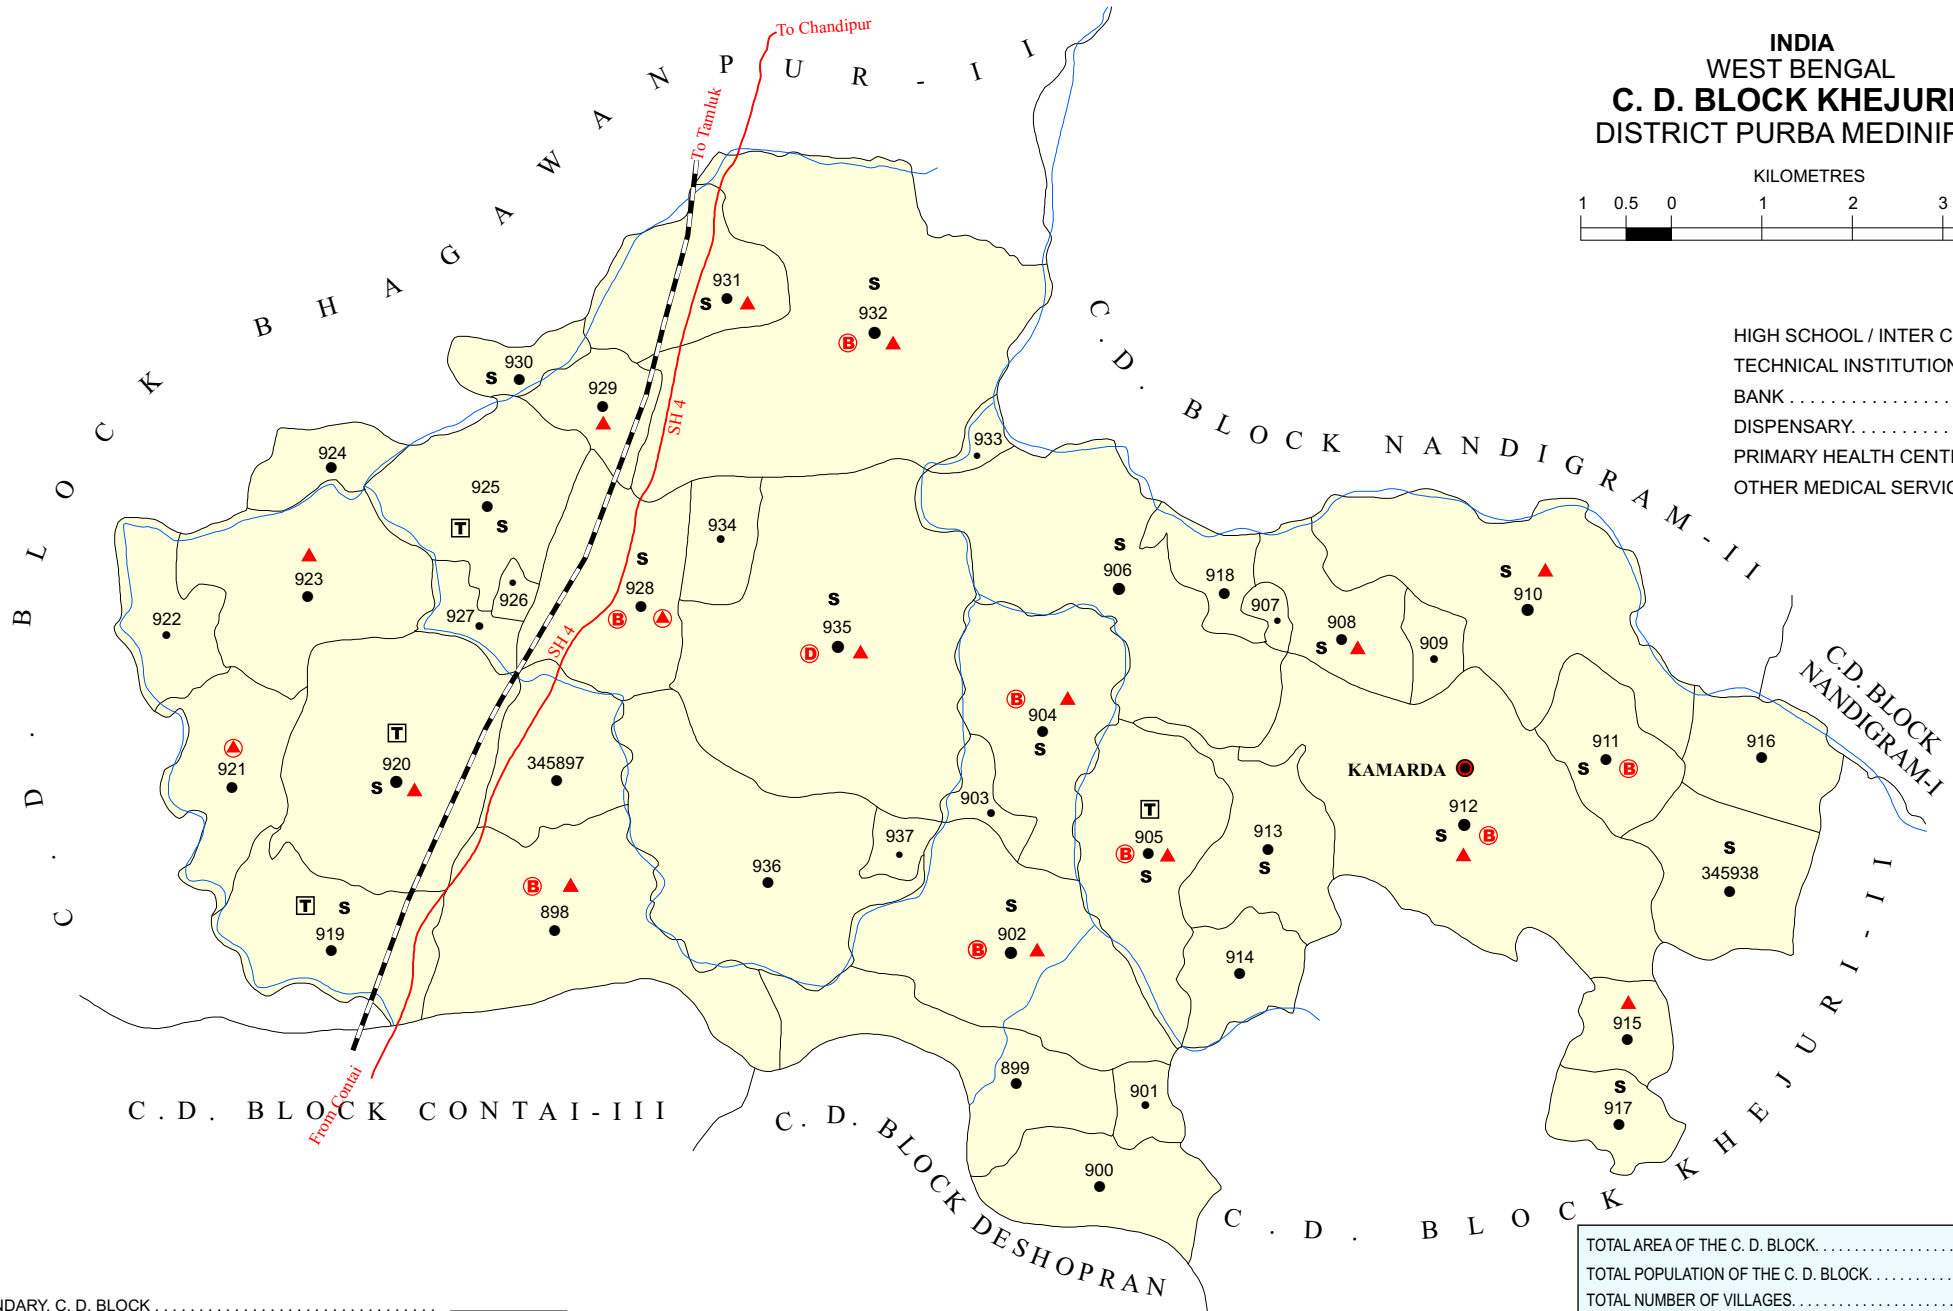 INDIA
WEST BENGAL
C. D. BLOCK KHEJURI
DISTRICT PURBA MEDINIP
KILOMETRES
1 0.5 0 1 2 3
HIGH SCHOOL / INTER C
TECHNICAL INSTITUTION
BANK . . . . . . . . . . . . . . . . .
DISPENSARY. . . . . . . . . .
PRIMARY HEALTH CENT
OTHER MEDICAL SERVIC
To Chandipur
To Tamluk
C. D. BLOCK BHAGAWANPUR-II
C. D. BLOCK NANDIGRAM-II
C.D. BLOCK
NANDIGRAM-I
C.D. BLOCK KHEJURI-II
C.D. BLOCK DESHOPRAN
C.D. BLOCK CONTAI-III
From Contai
SH 4
SH 4
931
S
S
932
B
930
S
929
924
933
925
T
S
934
923
926
927
S
928
B
922
S
935
D
S
906
918
907
908
S
909
S
910
B
904
S
921
T
920
S
345897
903
937
936
T
B
905
S
913
S
KAMARDA
912
S
B
911
S
B
916
S
345938
T
S
919
B
898
S
902
B
914
915
S
917
899
901
900
TOTAL AREA OF THE C. D. BLOCK. . . . . . . . . . . . . . . . .
TOTAL POPULATION OF THE C. D. BLOCK. . . . . . . . . .
TOTAL NUMBER OF VILLAGES. . . . . . . . . . . . . . . . . . . .
NDARY, C. D. BLOCK . . . . . . . . . . . . . . . . . . . . . . . . . . . . . .